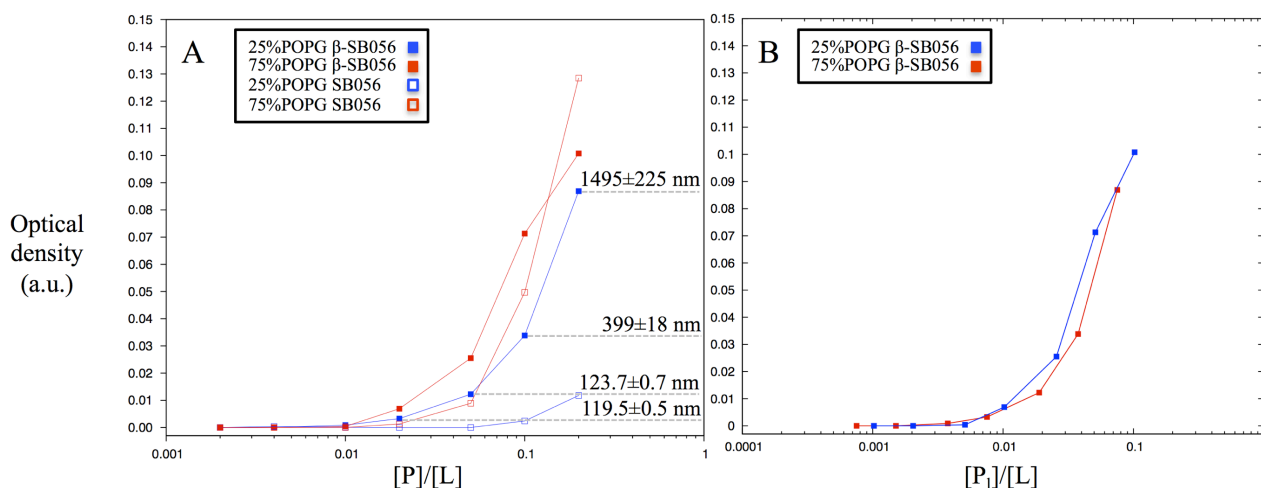 A
25%POPG β-SB056
75%POPG β-SB056
25%POPG SB056
75%POPG SB056
0.15
0.14
0.13
0.12
0.11
0.10
0.09
0.08
0.07
0.06
0.05
0.04
0.03
0.02
0.01
0.00
Optical
density
(a.u.)
1495±225 nm
399±18 nm
123.7±0.7 nm
119.5±0.5 nm
0.001
0.01
0.1
1
[P]/[L]
B
25%POPG β-SB056
75%POPG β-SB056
0.15
0.14
0.13
0.12
0.11
0.1
0.09
0.08
0.07
0.06
0.05
0.04
0.03
0.02
0.01
0.00
0.0001
0.001
0.01
0.1
[P₁]/[L]